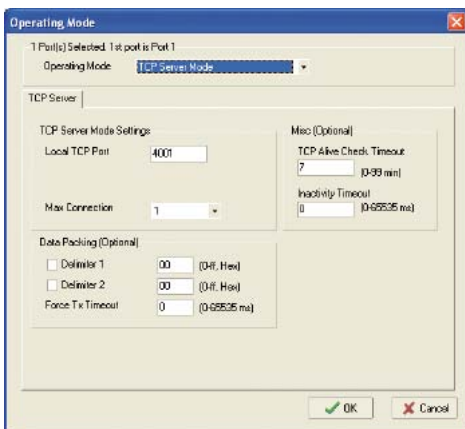 Operating Mode
1 Port(s) Selected. 1st port is Port 1
Operating Mode TCP Server Mode
TCP Server
TCP Server Mode Settings
Local TCP Port 4001
Max Connection 1
Data Packing (Optional)
Delimiter 1 00 (0-ff, Hex)
Delimiter 2 00 (0-ff, Hex)
Force Tx Timeout 0 (0-65535 ms)
Misc (Optional)
TCP Alive Check Timeout
7 (0-99 min)
Inactivity Timeout
0 (0-65535 ms)
OK Cancel